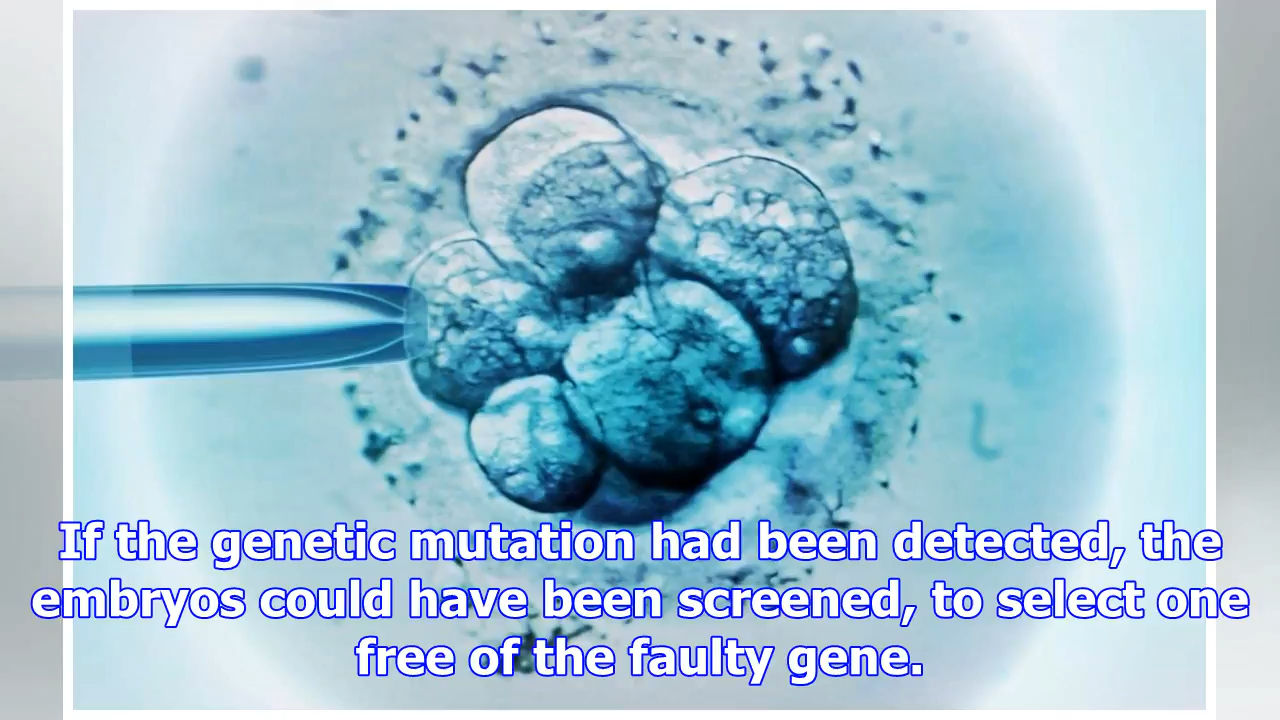 If the genetic mutation had been detected, the
embryos could have been screened, to select one
free of the faulty gene.